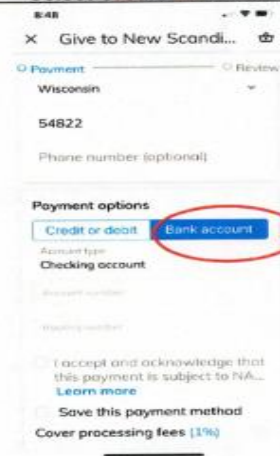 8:48
× Give to New Scandi...
Payment Review
Wisconsin
54822
Phone number (optional)
Payment options
Credit or debit Bank account
Account type
Checking account
Account number
Routing number
I accept and acknowledge that
this payment is subject to NA...
Learn more
Save this payment method
Cover processing fees (1%)